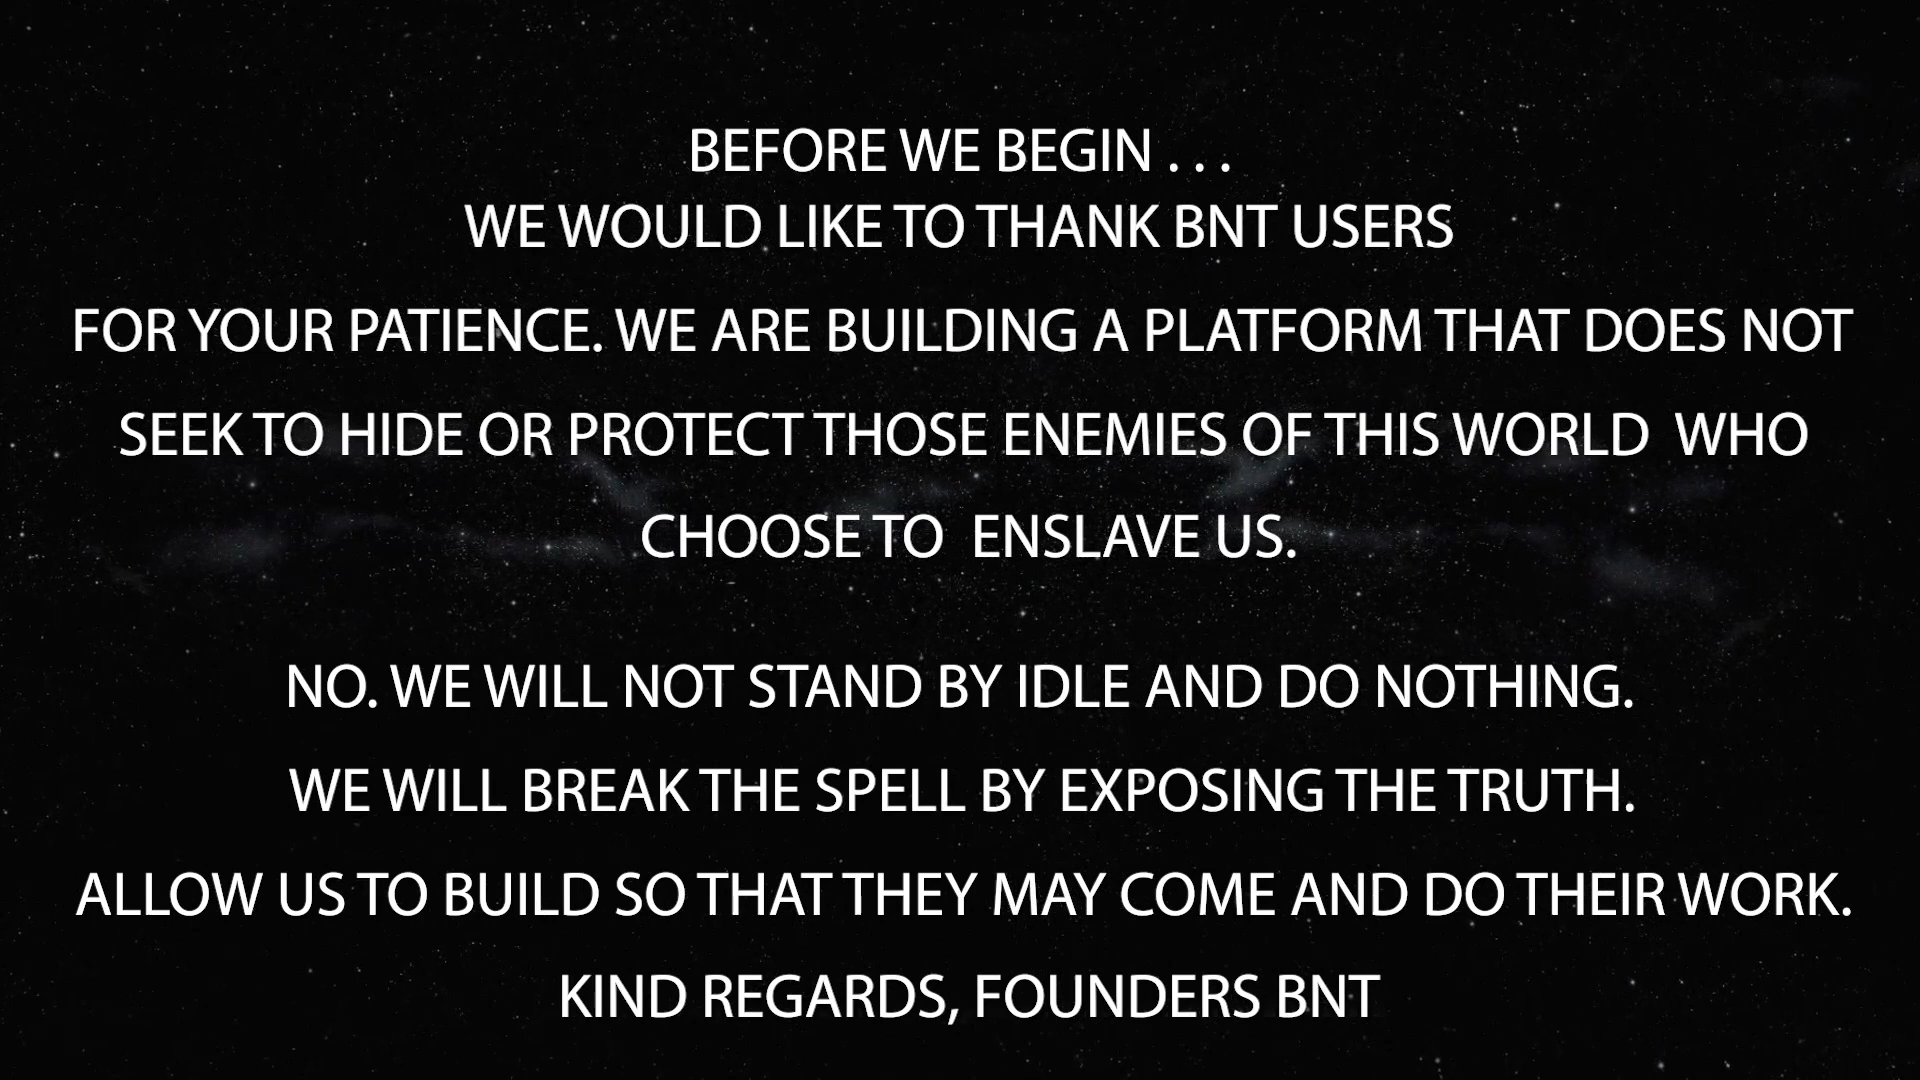 BEFORE WE BEGIN . . .
WE WOULD LIKE TO THANK BNT USERS
FOR YOUR PATIENCE. WE ARE BUILDING A PLATFORM THAT DOES NOT
SEEK TO HIDE OR PROTECT THOSE ENEMIES OF THIS WORLD  WHO
CHOOSE TO  ENSLAVE US.
NO. WE WILL NOT STAND BY IDLE AND DO NOTHING.
WE WILL BREAK THE SPELL BY EXPOSING THE TRUTH.
ALLOW US TO BUILD SO THAT THEY MAY COME AND DO THEIR WORK.
KIND REGARDS, FOUNDERS BNT